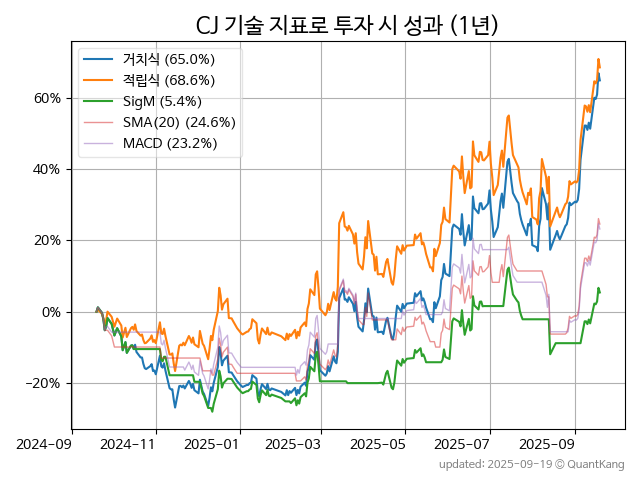 CJ 기술 지표로 투자 시 성과 (1년)
거치식 (65.0%)
적립식 (68.6%)
SigM (5.4%)
SMA(20) (24.6%)
MACD (23.2%)
60%
40%
20%
0%
−20%
2024-09 2024-11 2025-01 2025-03 2025-05 2025-07 2025-09
updated: 2025-09-19 © QuantKang